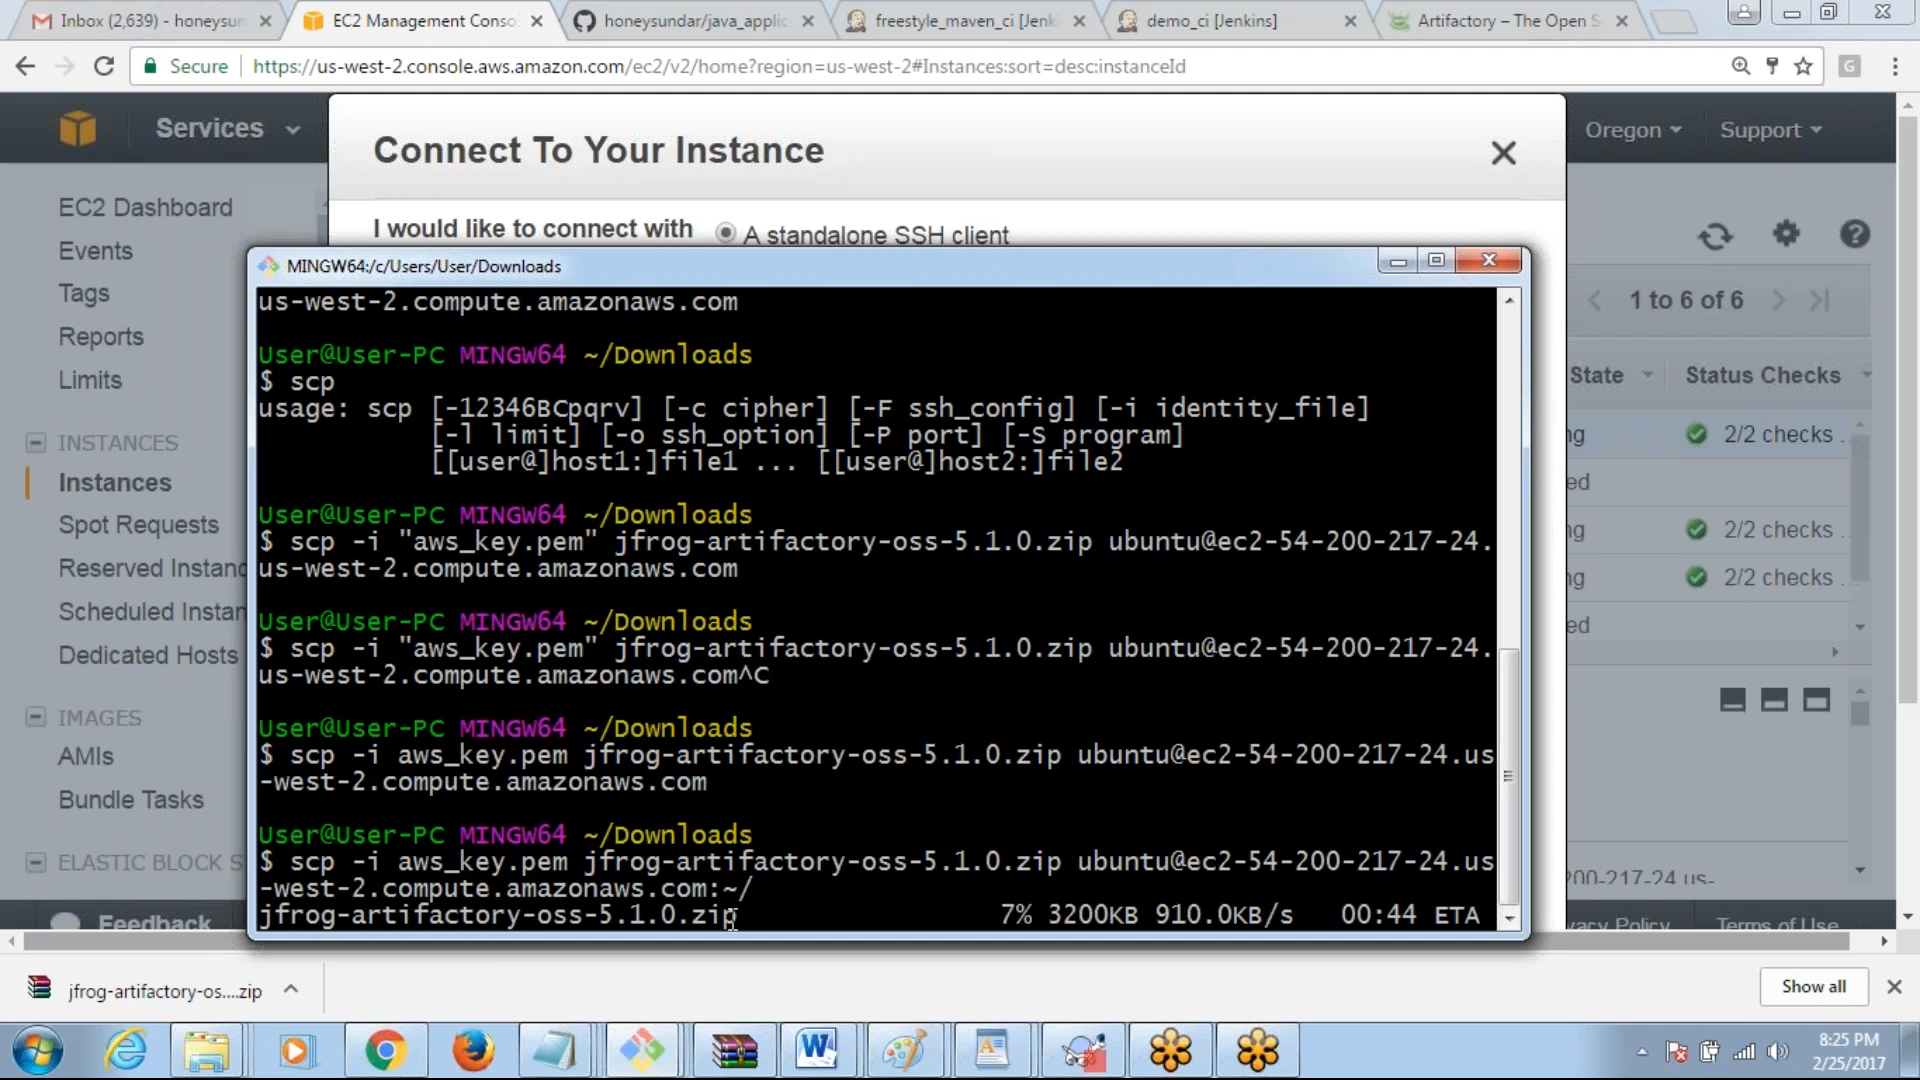 Inbox (2,639) - honeysun
EC2 Management Conso
honeysundar/java_applic
freestyle_maven_ci [Jenk
demo_ci [Jenkins]
Artifactory – The Open S
Secure
https://us-west-2.console.aws.amazon.com/ec2/v2/home?region=us-west-2#Instances:sort=desc:instanceId
G
Services
Oregon
Support
Connect To Your Instance
I would like to connect with
A standalone SSH client
EC2 Dashboard
Events
Tags
Reports
Limits
INSTANCES
Instances
Spot Requests
Reserved Instanc
Scheduled Instan
Dedicated Hosts
IMAGES
AMIs
Bundle Tasks
ELASTIC BLOCK S
Feedback
1 to 6 of 6
State
Status Checks
ng
2/2 checks ...
ed
ng
2/2 checks ...
ng
2/2 checks ...
ed
MINGW64:/c/Users/User/Downloads
us-west-2.compute.amazonaws.com
User@User-PC MINGW64 ~/Downloads
$ scp
usage: scp [-12346BCpqrv] [-c cipher] [-F ssh_config] [-i identity_file]
[-l limit] [-o ssh_option] [-P port] [-S program]
[[user@]host1:]file1 ... [[user@]host2:]file2
User@User-PC MINGW64 ~/Downloads
$ scp -i "aws_key.pem" jfrog-artifactory-oss-5.1.0.zip ubuntu@ec2-54-200-217-24.
us-west-2.compute.amazonaws.com
User@User-PC MINGW64 ~/Downloads
$ scp -i "aws_key.pem" jfrog-artifactory-oss-5.1.0.zip ubuntu@ec2-54-200-217-24.
us-west-2.compute.amazonaws.com^C
User@User-PC MINGW64 ~/Downloads
$ scp -i aws_key.pem jfrog-artifactory-oss-5.1.0.zip ubuntu@ec2-54-200-217-24.us
-west-2.compute.amazonaws.com
User@User-PC MINGW64 ~/Downloads
$ scp -i aws_key.pem jfrog-artifactory-oss-5.1.0.zip ubuntu@ec2-54-200-217-24.us
-west-2.compute.amazonaws.com:~/
jfrog-artifactory-oss-5.1.0.zip 7% 3200KB 910.0KB/s 00:44 ETA
200-217-24.us-
vacy Policy
Terms of Use
jfrog-artifactory-os....zip
Show all
8:25 PM
2/25/2017